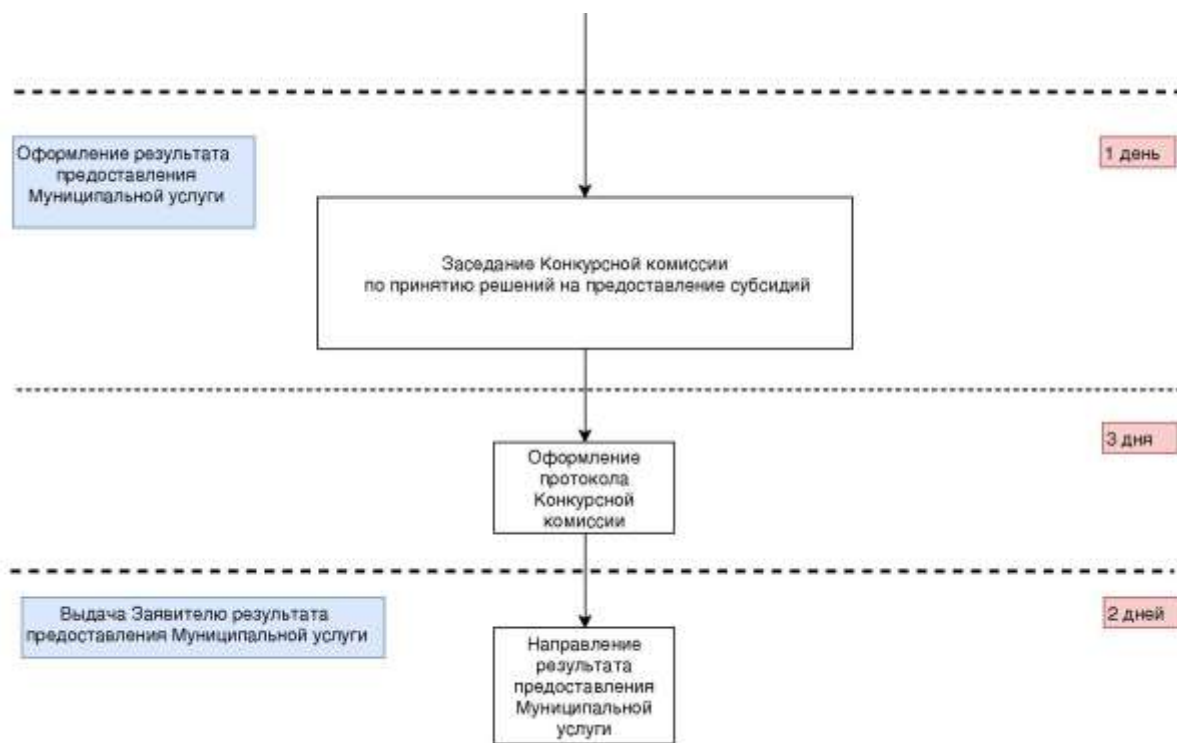 Оформление результата
предоставления
Муниципальной услуги
1 день
Заседание Конкурсной комиссии
по принятию решений на предоставление субсидий
3 дня
Оформление
протокола
Конкурсной
комиссии
Выдача Заявителю результата
предоставления Муниципальной услуги
2 дней
Направление
результата
предоставления
Муниципальной
услуги